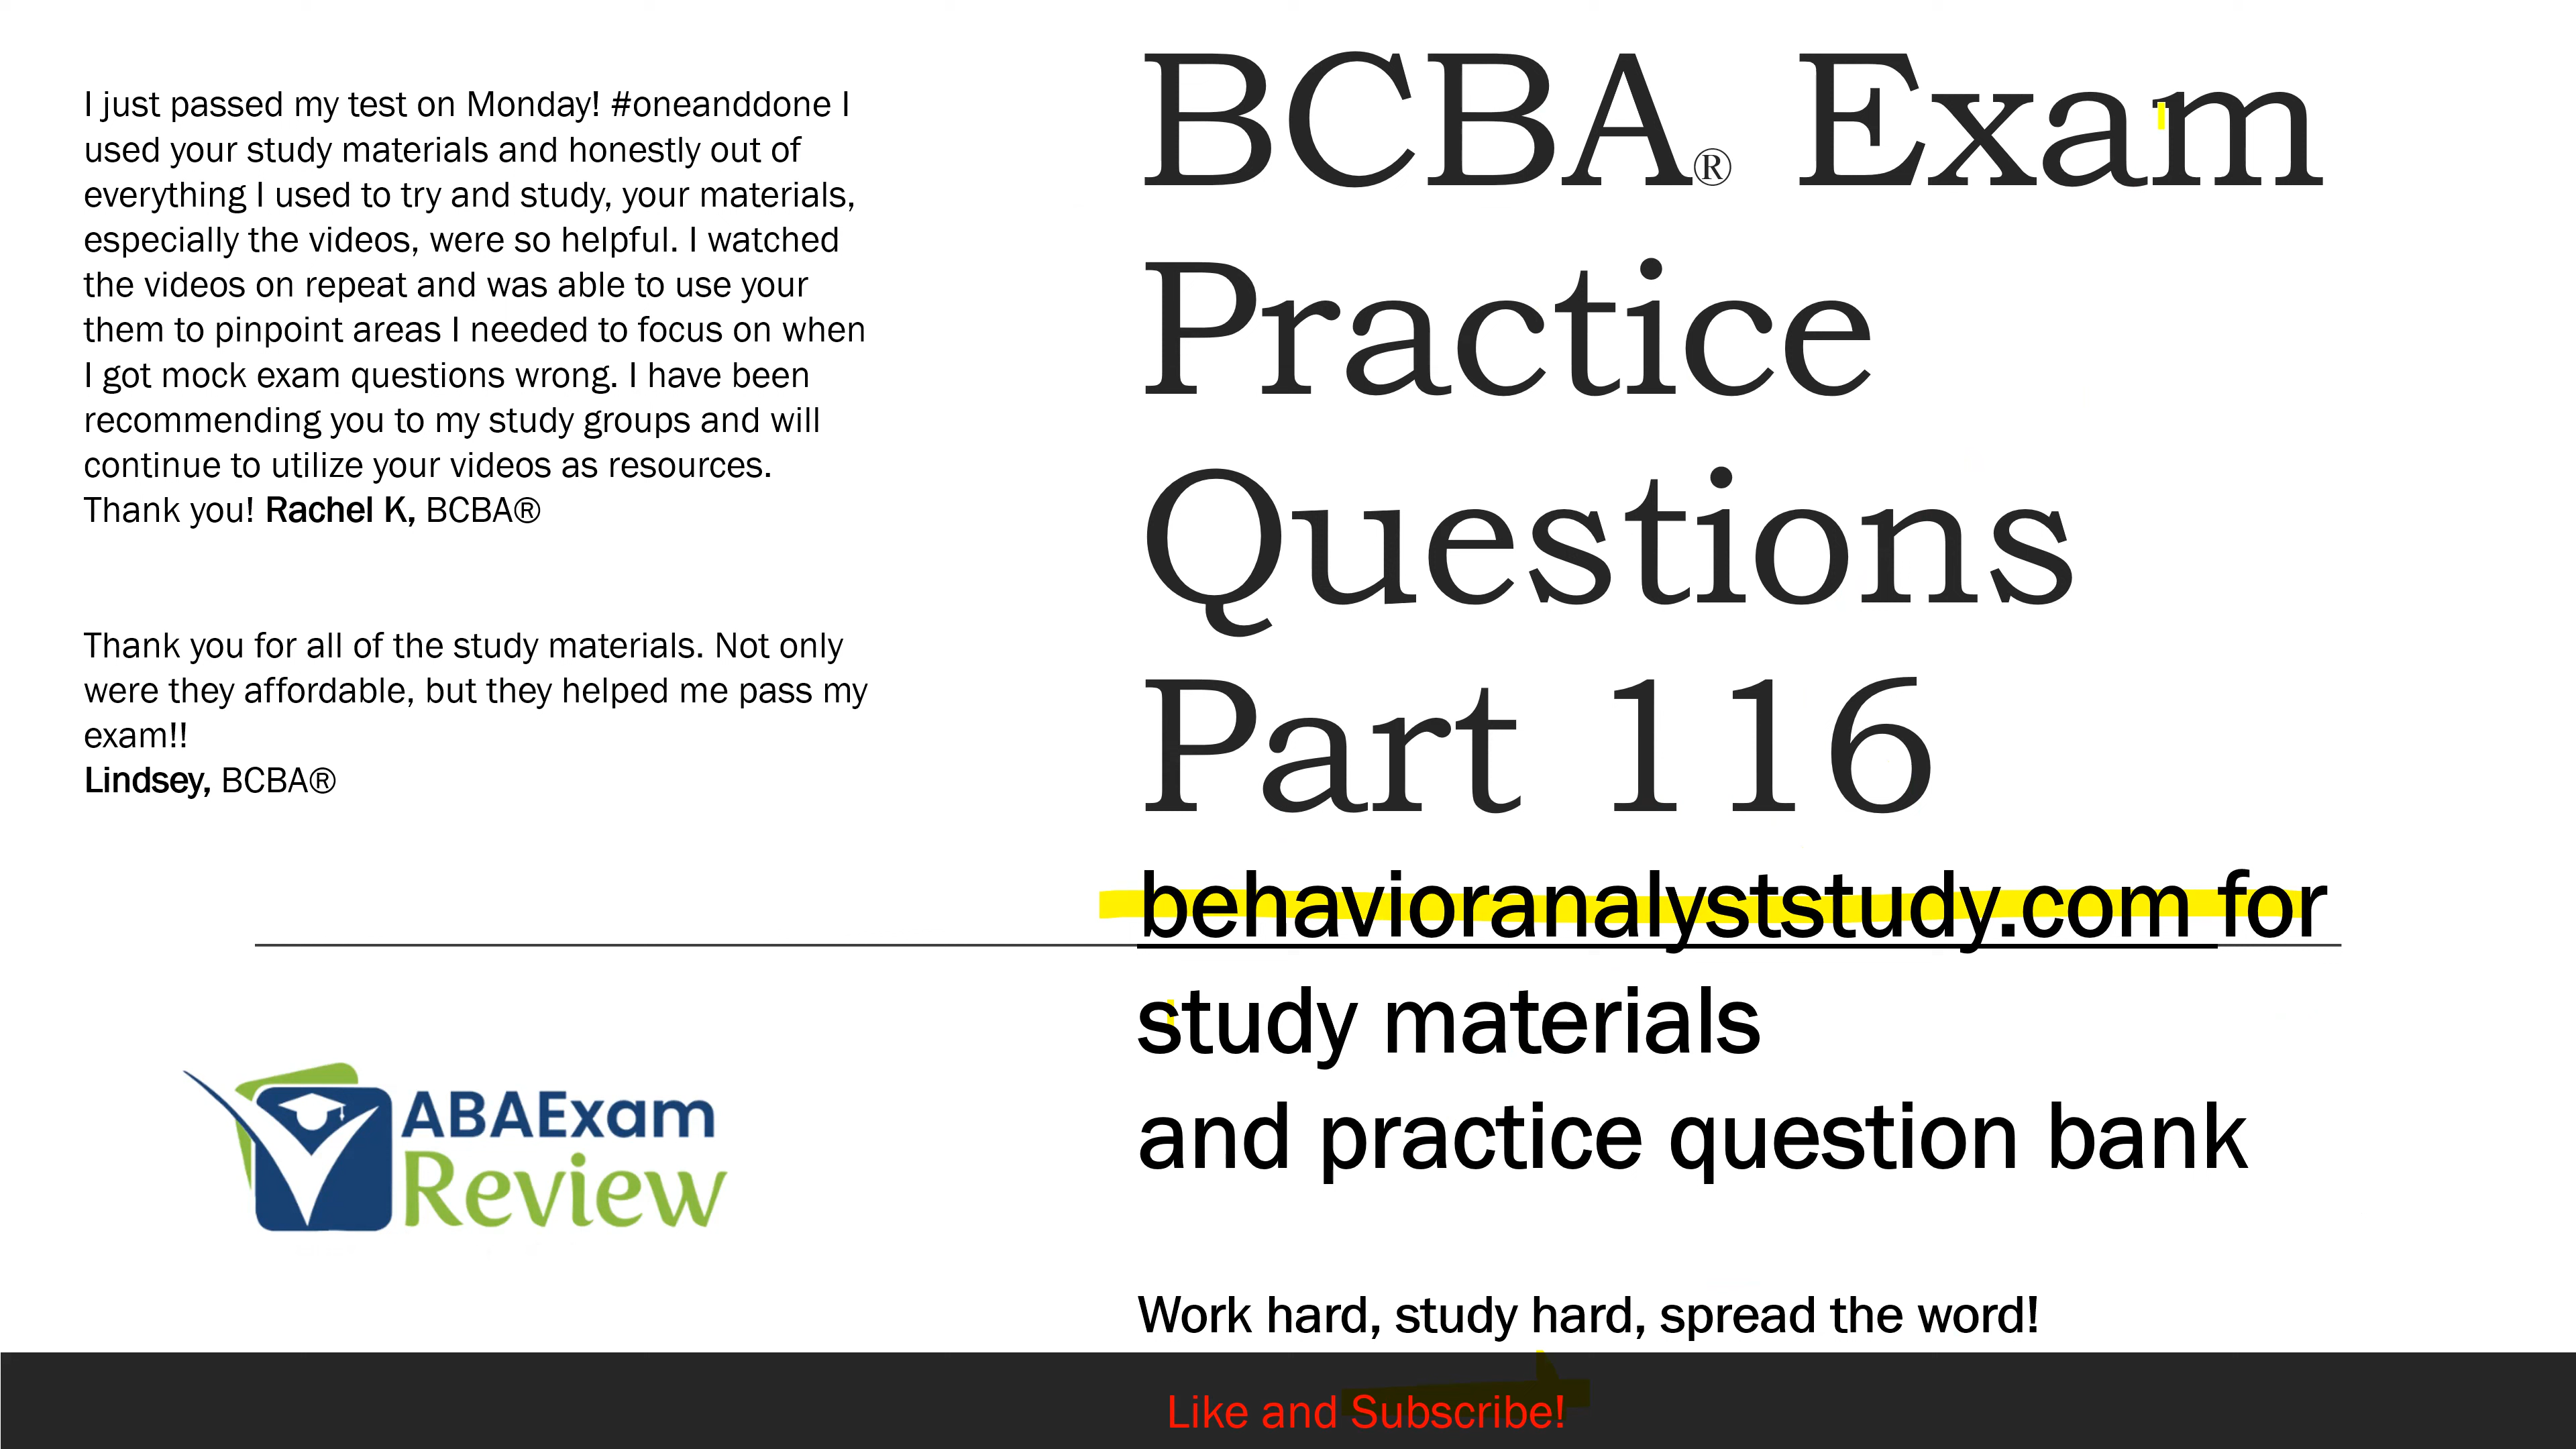 I just passed my test on Monday! #oneanddone I
used your study materials and honestly out of
everything I used to try and study, your materials,
especially the videos, were so helpful. I watched
the videos on repeat and was able to use your
them to pinpoint areas I needed to focus on when
I got mock exam questions wrong. I have been
recommending you to my study groups and will
continue to utilize your videos as resources.
Thank you! Rachel K, BCBA®
Thank you for all of the study materials. Not only
were they affordable, but they helped me pass my
exam!!
Lindsey, BCBA®
ABAExam
Review
BCBA® Exam
Practice
Questions
Part 116
behavioranalyststudy.com for
study materials
and practice question bank
Work hard, study hard, spread the word!
Like and Subscribe!